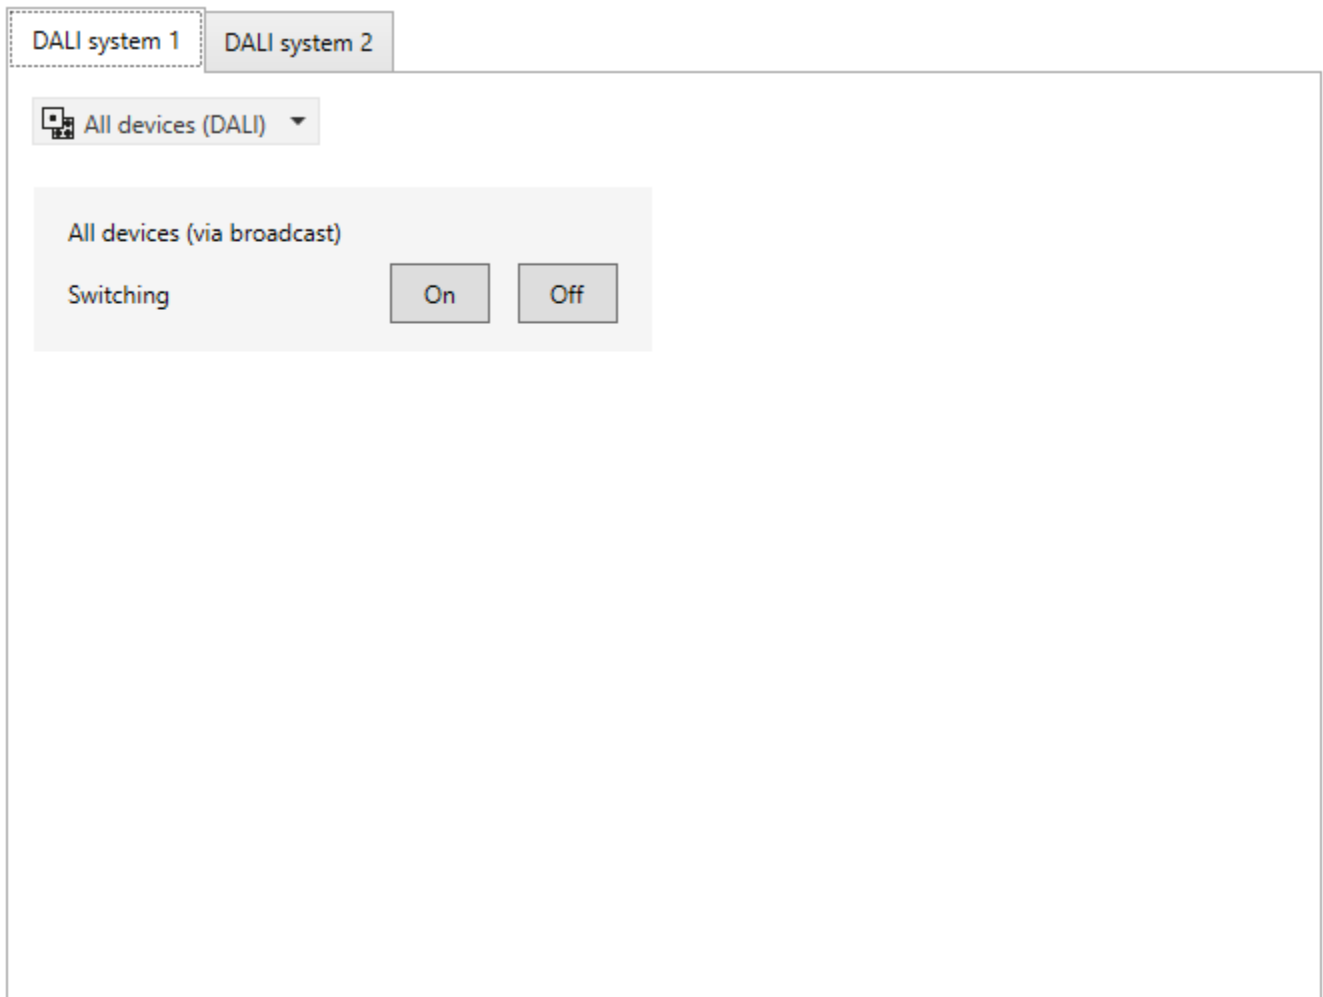 DALI system 1
DALI system 2
All devices (DALI)
All devices (via broadcast)
Switching
On
Off